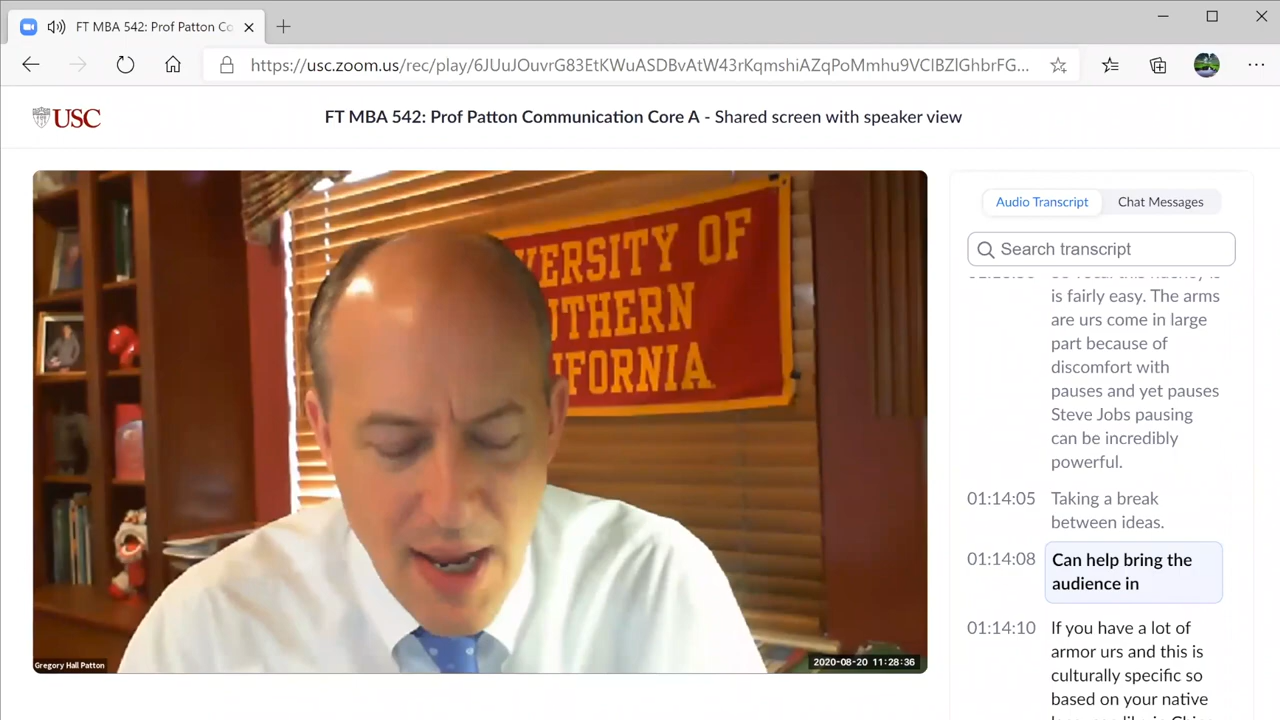 FT MBA 542: Prof Patton Co
https://usc.zoom.us/rec/play/6JUuJOuvrG83EtKWuASDBvAtW43rKqmshiAZqPoMmhu9VCIBZlGhbrFG...
USC
FT MBA 542: Prof Patton Communication Core A - Shared screen with speaker view
VERSITY OF
THERN
IFORNIA
Gregory Hall Patton
2020-08-20 11:28:36
Audio Transcript
Chat Messages
Search transcript
is fairly easy. The arms
are urs come in large
part because of
discomfort with
pauses and yet pauses
Steve Jobs pausing
can be incredibly
powerful.
01:14:05 Taking a break
between ideas.
01:14:08 Can help bring the
audience in
01:14:10 If you have a lot of
armor urs and this is
culturally specific so
based on your native